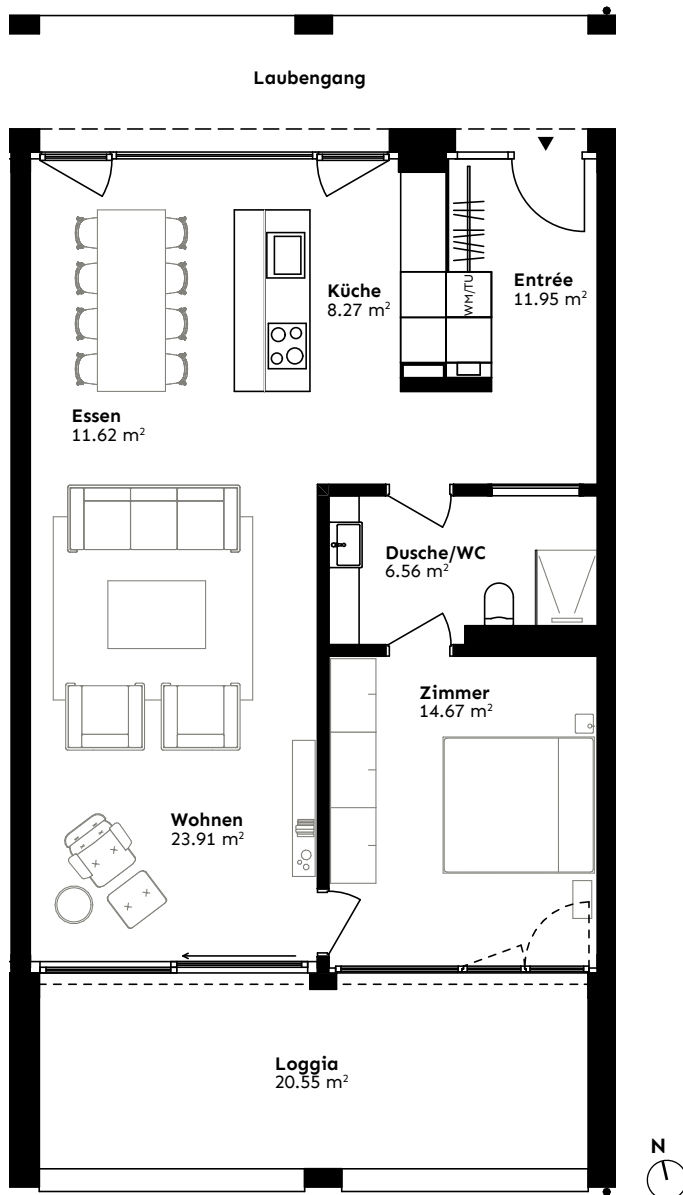 Laubengang
Küche
8.27 m²
WM/TU
Entrée
11.95 m²
Essen
11.62 m²
Dusche/WC
6.56 m²
Zimmer
14.67 m²
Wohnen
23.91 m²
Loggia
20.55 m²
N